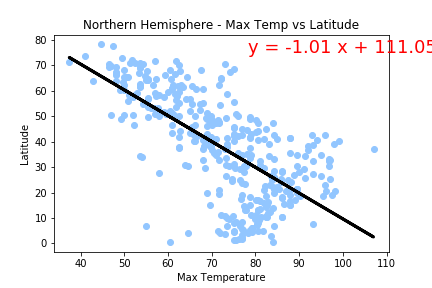 Northern Hemisphere - Max Temp vs Latitude
y = -1.01 x + 111.05
80
70
60
50
40
30
20
10
0
Latitude
40 50 60 70 80 90 100 110
Max Temperature